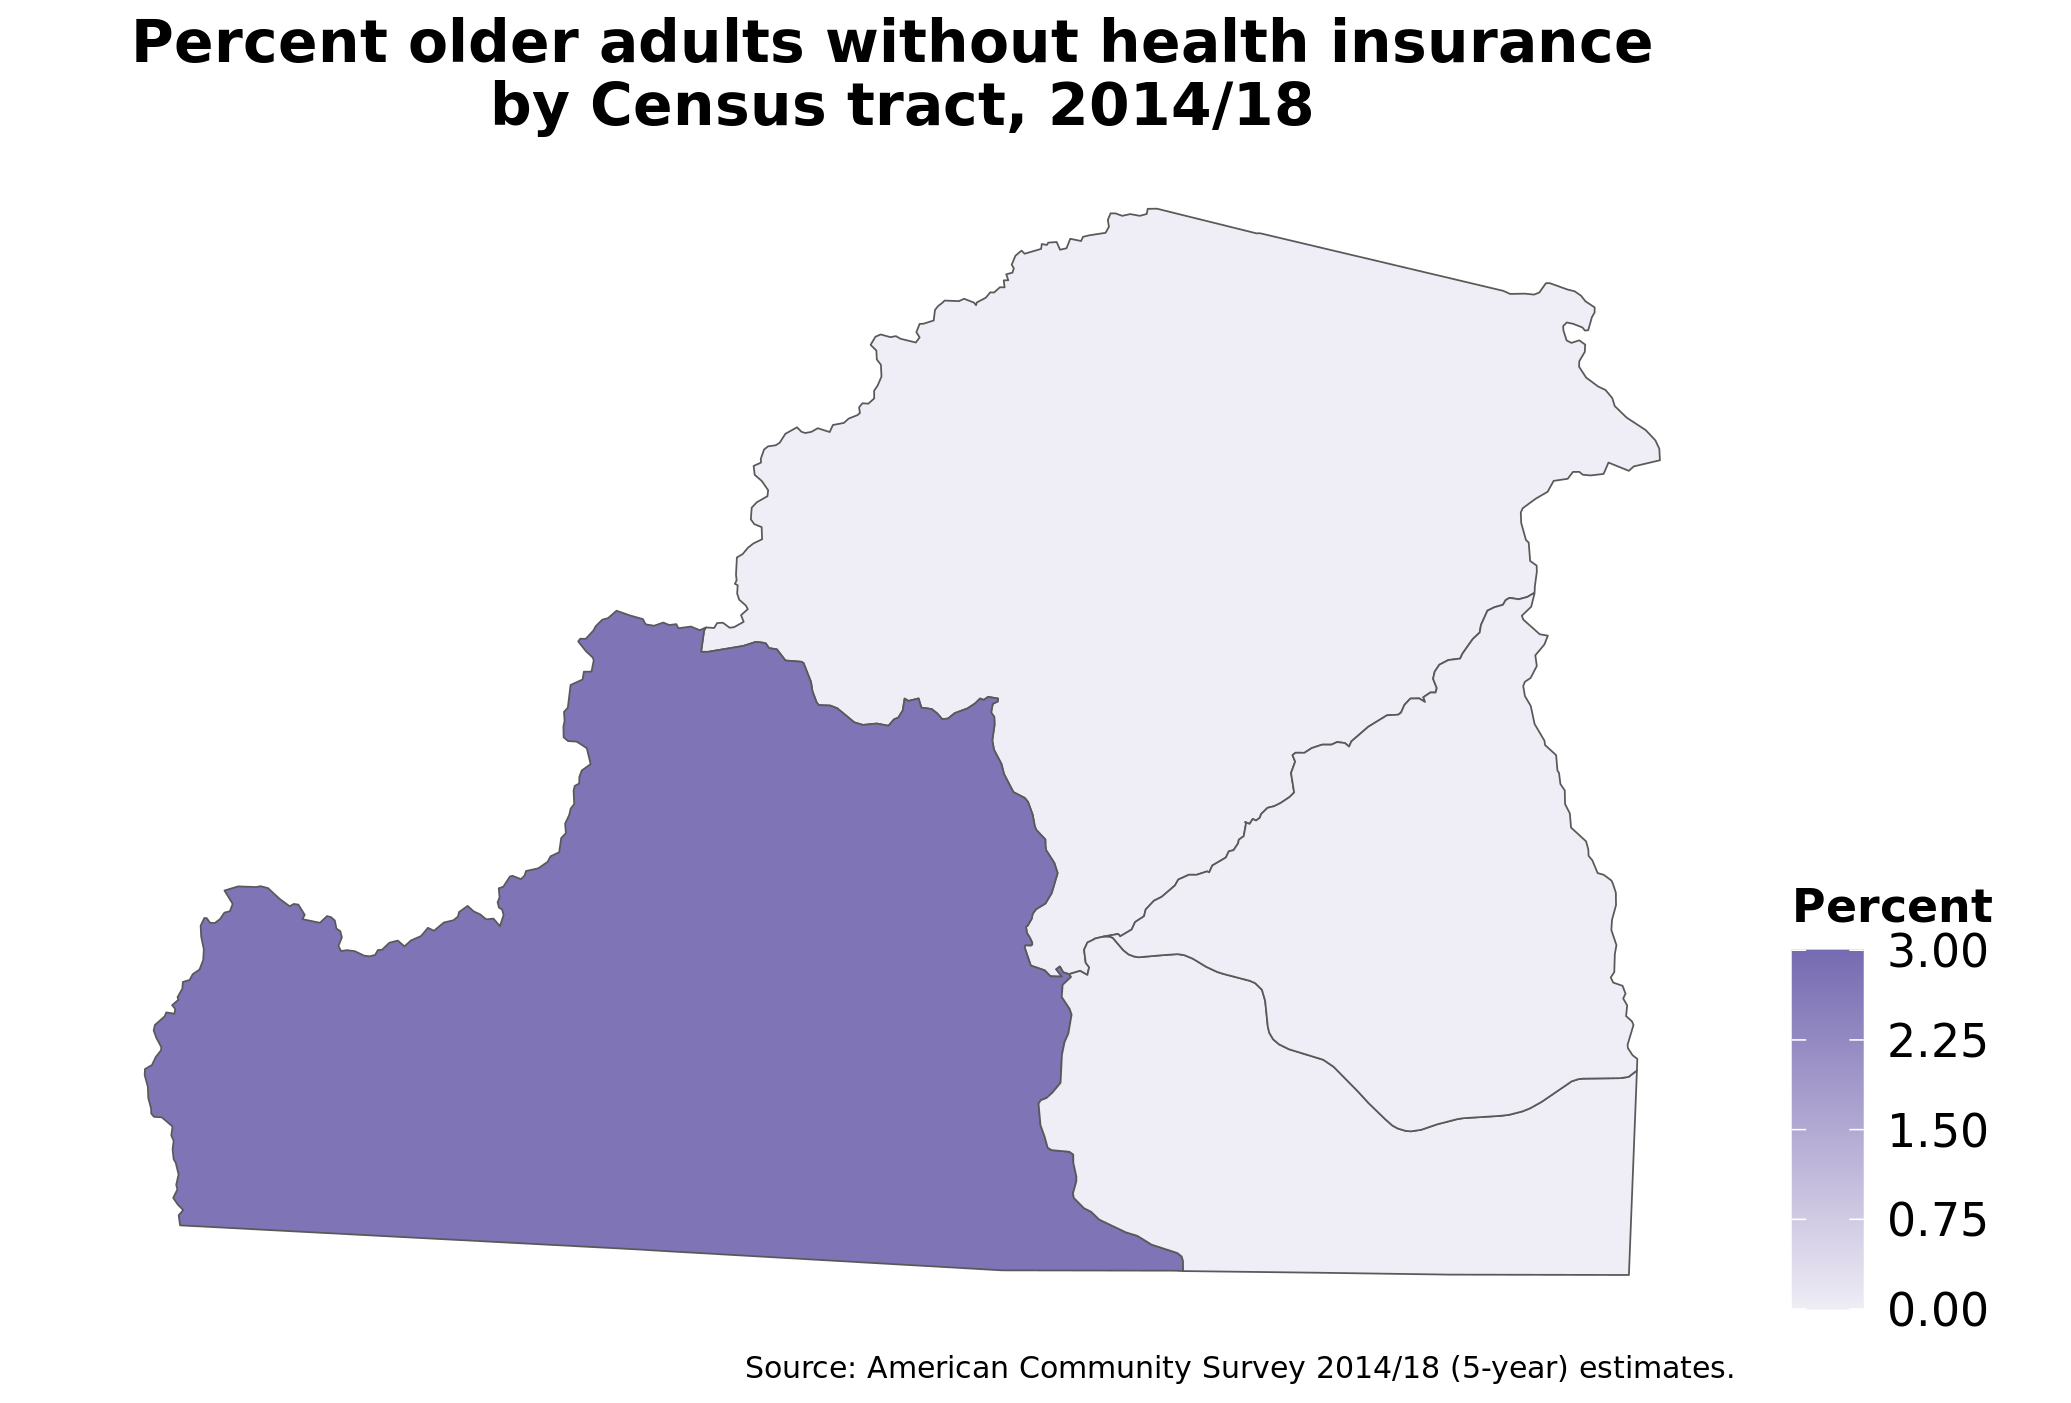 Percent older adults without health insurance
by Census tract, 2014/18
Percent
3.00
2.25
1.50
0.75
0.00
Source: American Community Survey 2014/18 (5-year) estimates.